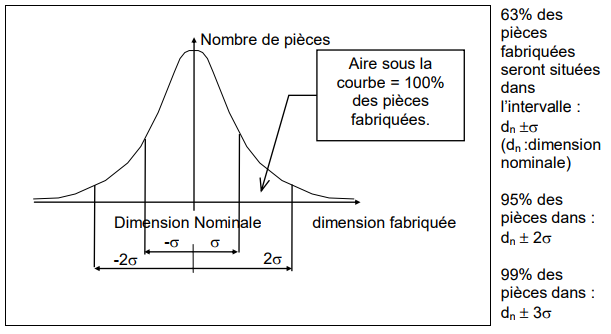 Nombre de pièces
Aire sous la
courbe = 100%
des pièces
fabriquées.
Dimension Nominale
dimension fabriquée
-σ
σ
-2σ
2σ
63% des
pièces
fabriquées
seront situées
dans
l'intervalle :
dn ±σ
(dn :dimension
nominale)
95% des
pièces dans :
dn ± 2σ
99% des
pièces dans :
dn ± 3σ